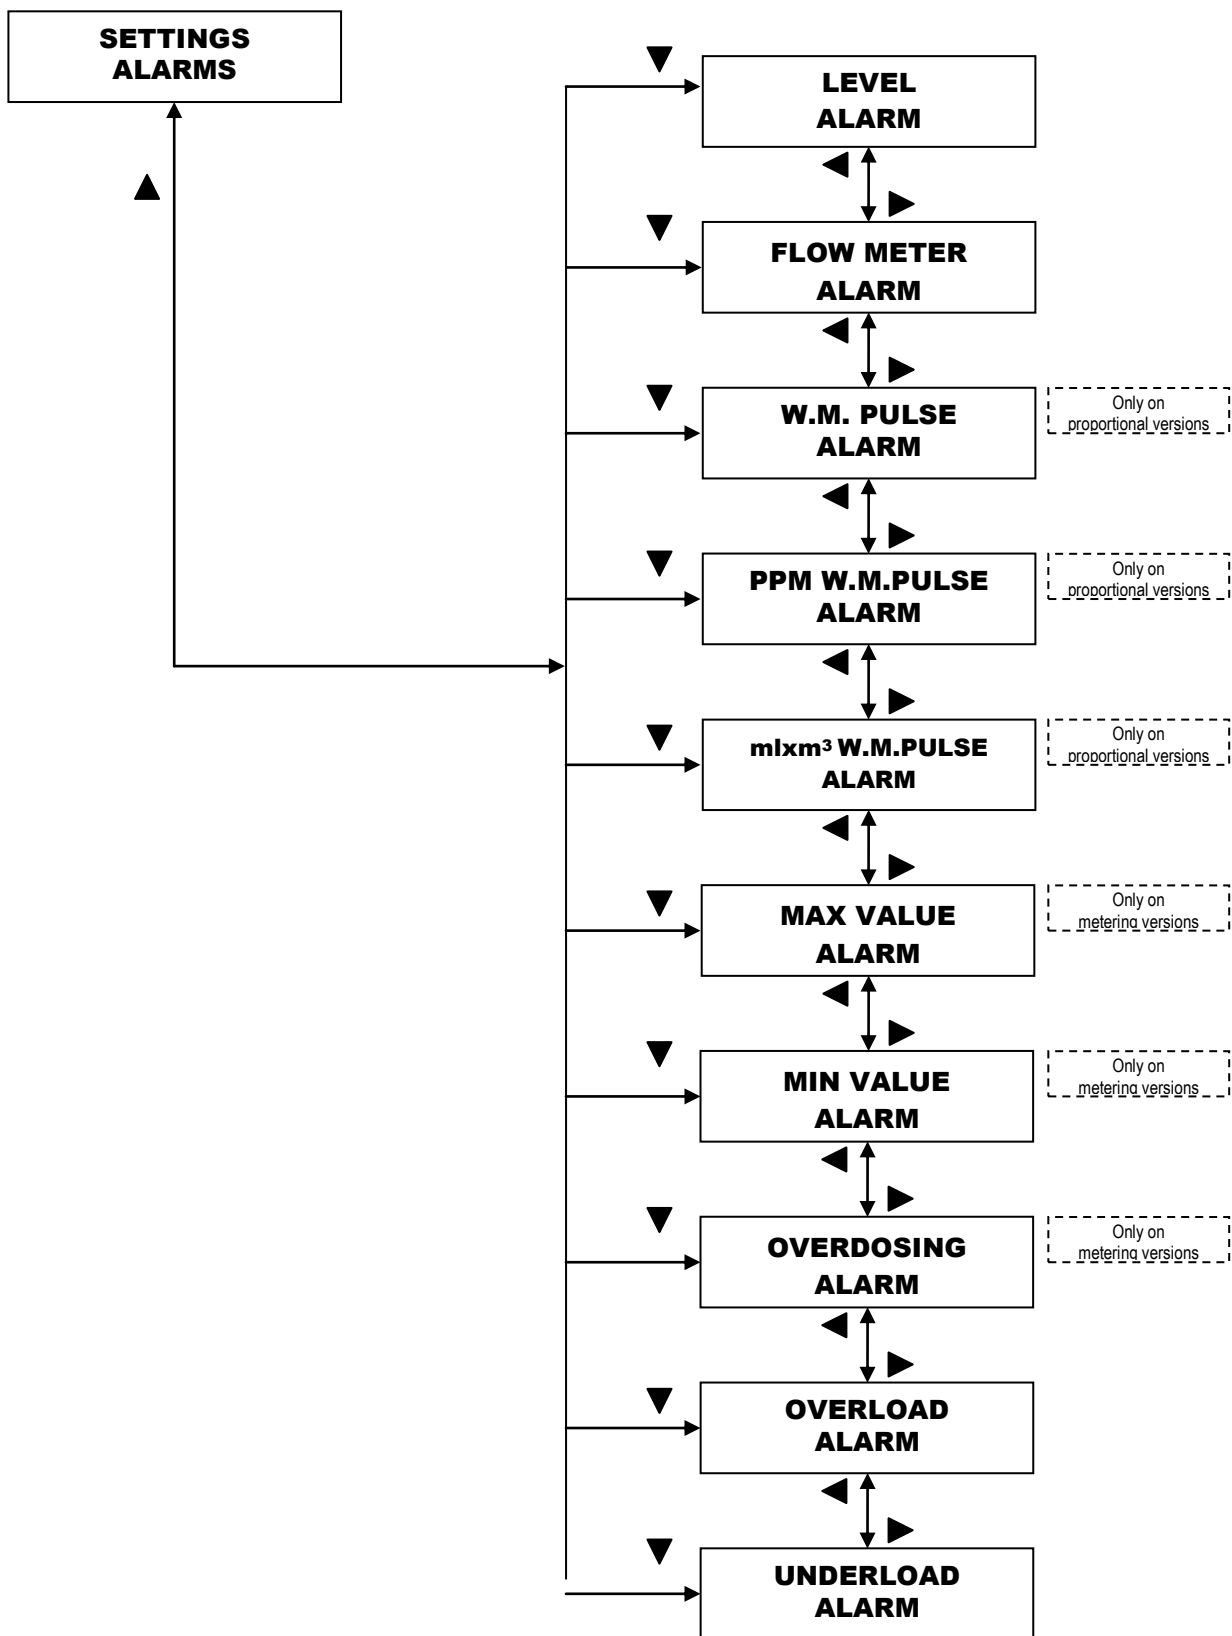 SETTINGS
ALARMS
LEVEL
ALARM
FLOW METER
ALARM
W.M. PULSE
ALARM
Only on
proportional versions
PPM W.M.PULSE
ALARM
Only on
proportional versions
mlxm³ W.M.PULSE
ALARM
Only on
proportional versions
MAX VALUE
ALARM
Only on
metering versions
MIN VALUE
ALARM
Only on
metering versions
OVERDOSING
ALARM
Only on
metering versions
OVERLOAD
ALARM
UNDERLOAD
ALARM